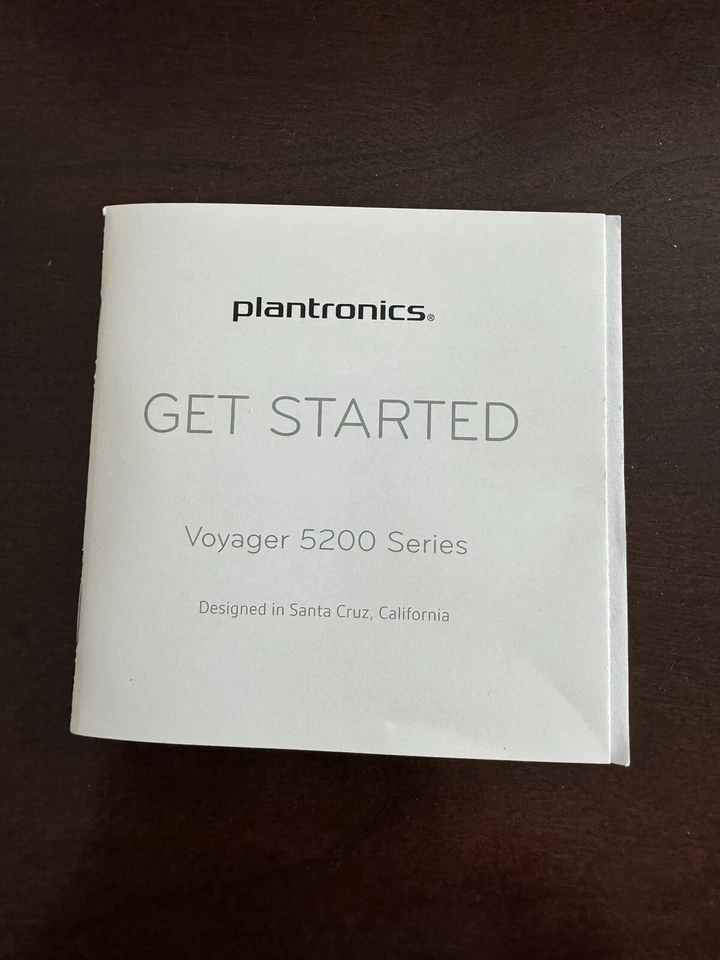 plantronics®
GET STARTED
Voyager 5200 Series
Designed in Santa Cruz, California